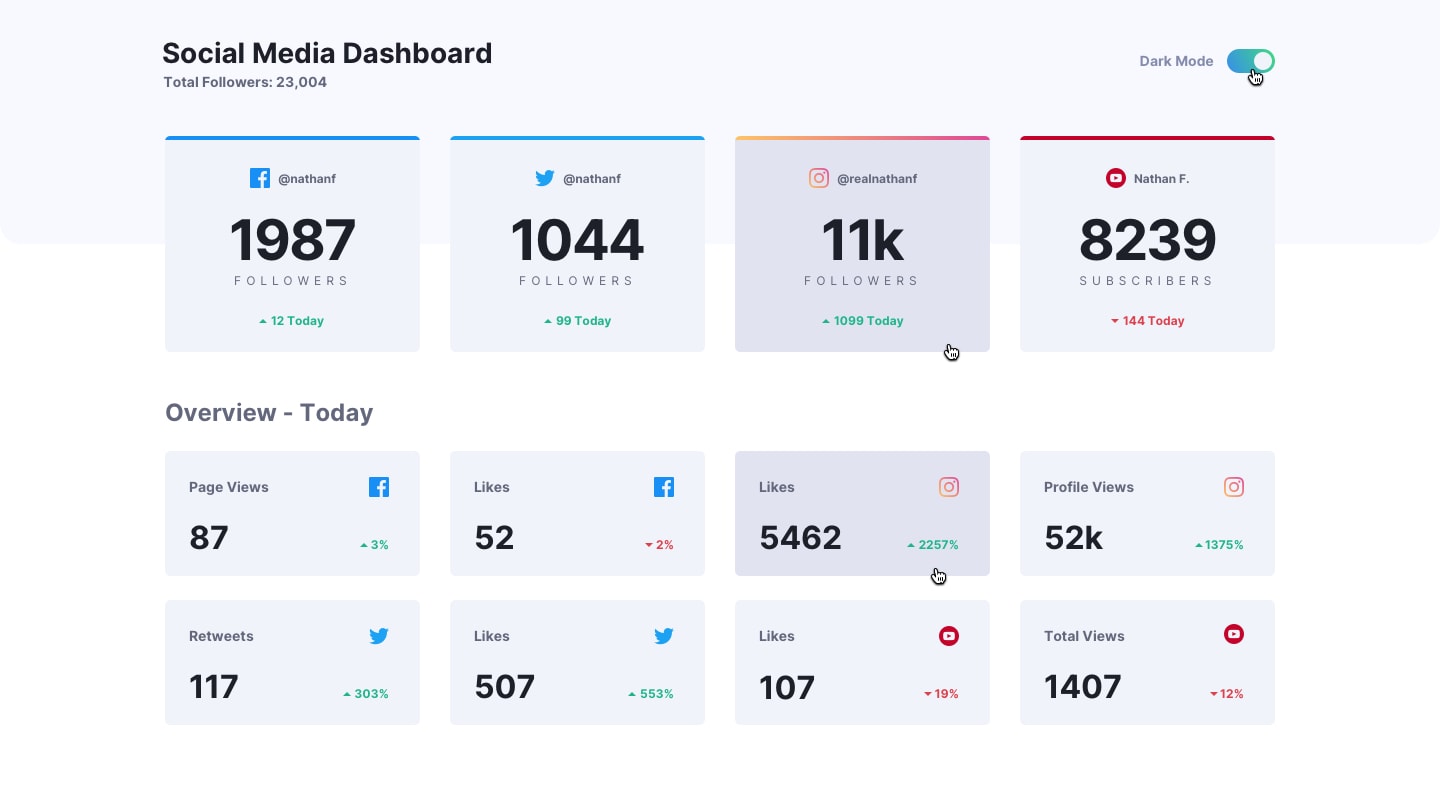 Social Media Dashboard
Total Followers: 23,004
Dark Mode
@nathanf
1987
FOLLOWERS
12 Today
@nathanf
1044
FOLLOWERS
99 Today
@realnathanf
11k
FOLLOWERS
1099 Today
Nathan F.
8239
SUBSCRIBERS
144 Today
Overview - Today
Page Views
87
3%
Likes
52
2%
Likes
5462
2257%
Profile Views
52k
1375%
Retweets
117
303%
Likes
507
553%
Likes
107
19%
Total Views
1407
12%